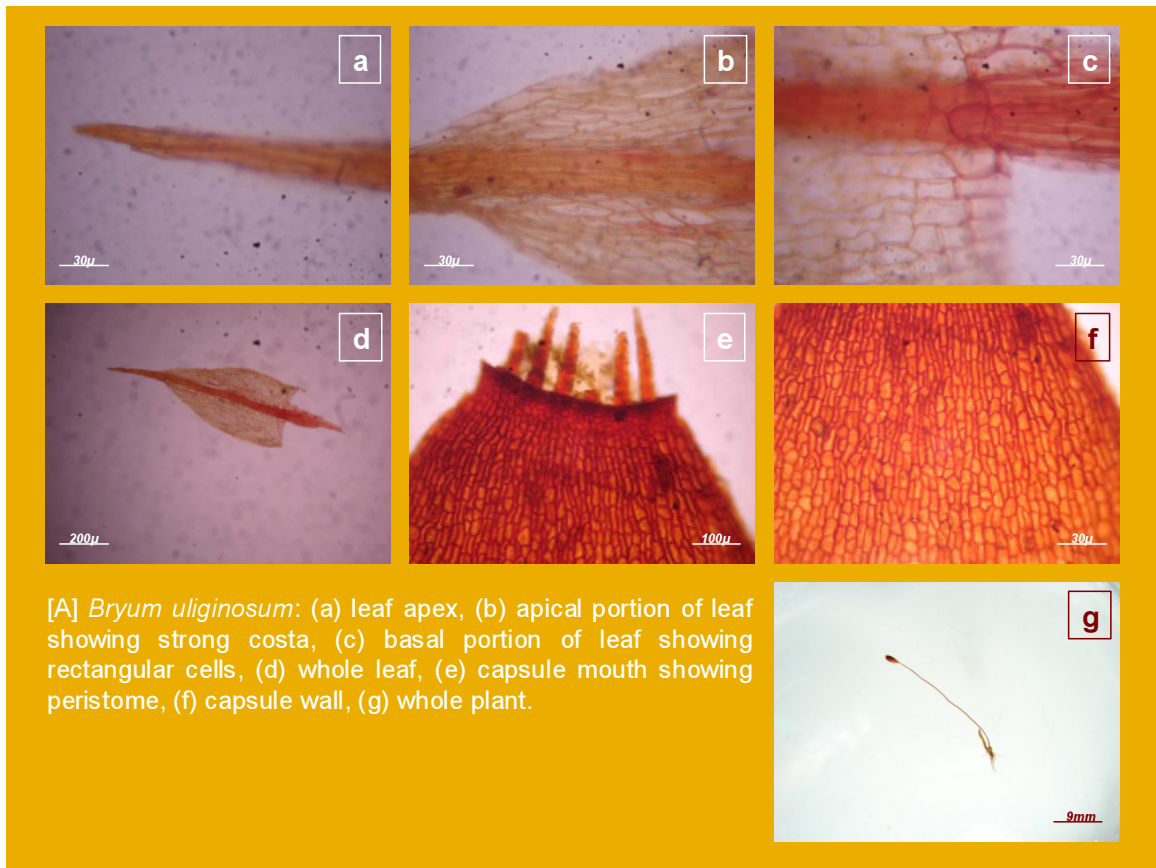 a
b
c
30μ
30μ
30μ
d
e
f
200μ
100μ
30μ
[A] Bryum uliginosum: (a) leaf apex, (b) apical portion of leaf
showing strong costa, (c) basal portion of leaf showing
rectangular cells, (d) whole leaf, (e) capsule mouth showing
peristome, (f) capsule wall, (g) whole plant.
g
9mm